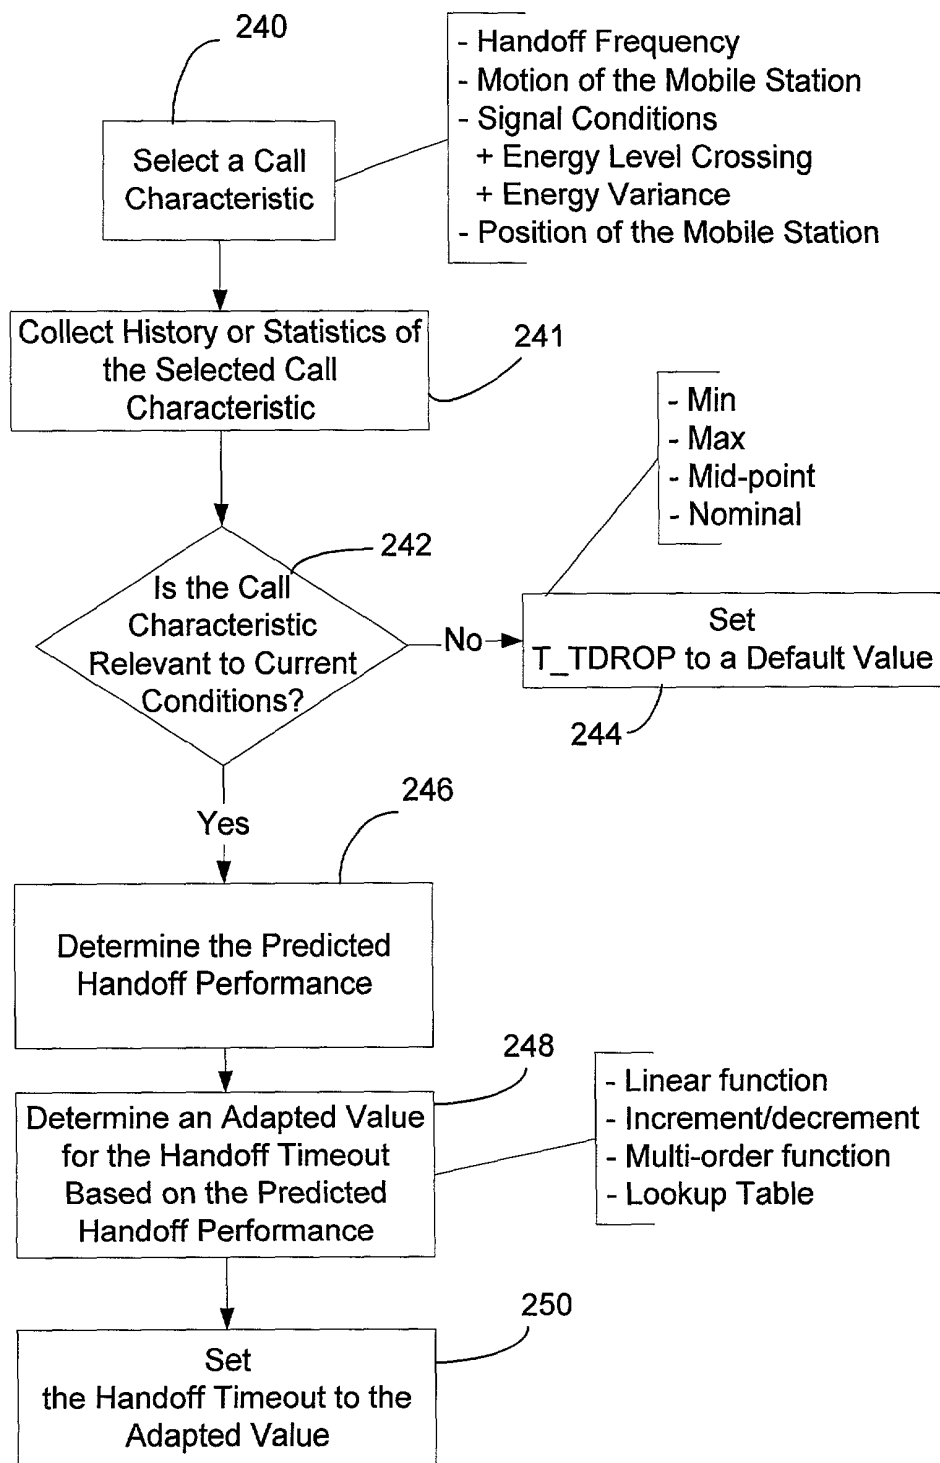 240
- Handoff Frequency
- Motion of the Mobile Station
- Signal Conditions
+ Energy Level Crossing
+ Energy Variance
- Position of the Mobile Station
Select a Call
Characteristic
Collect History or Statistics of
the Selected Call
Characteristic
241
- Min
- Max
- Mid-point
- Nominal
242
Is the Call
Characteristic
Relevant to Current
Conditions?
No
Set
T_TDROP to a Default Value
244
Yes
246
Determine the Predicted
Handoff Performance
248
Determine an Adapted Value
for the Handoff Timeout
Based on the Predicted
Handoff Performance
- Linear function
- Increment/decrement
- Multi-order function
- Lookup Table
250
Set
the Handoff Timeout to the
Adapted Value